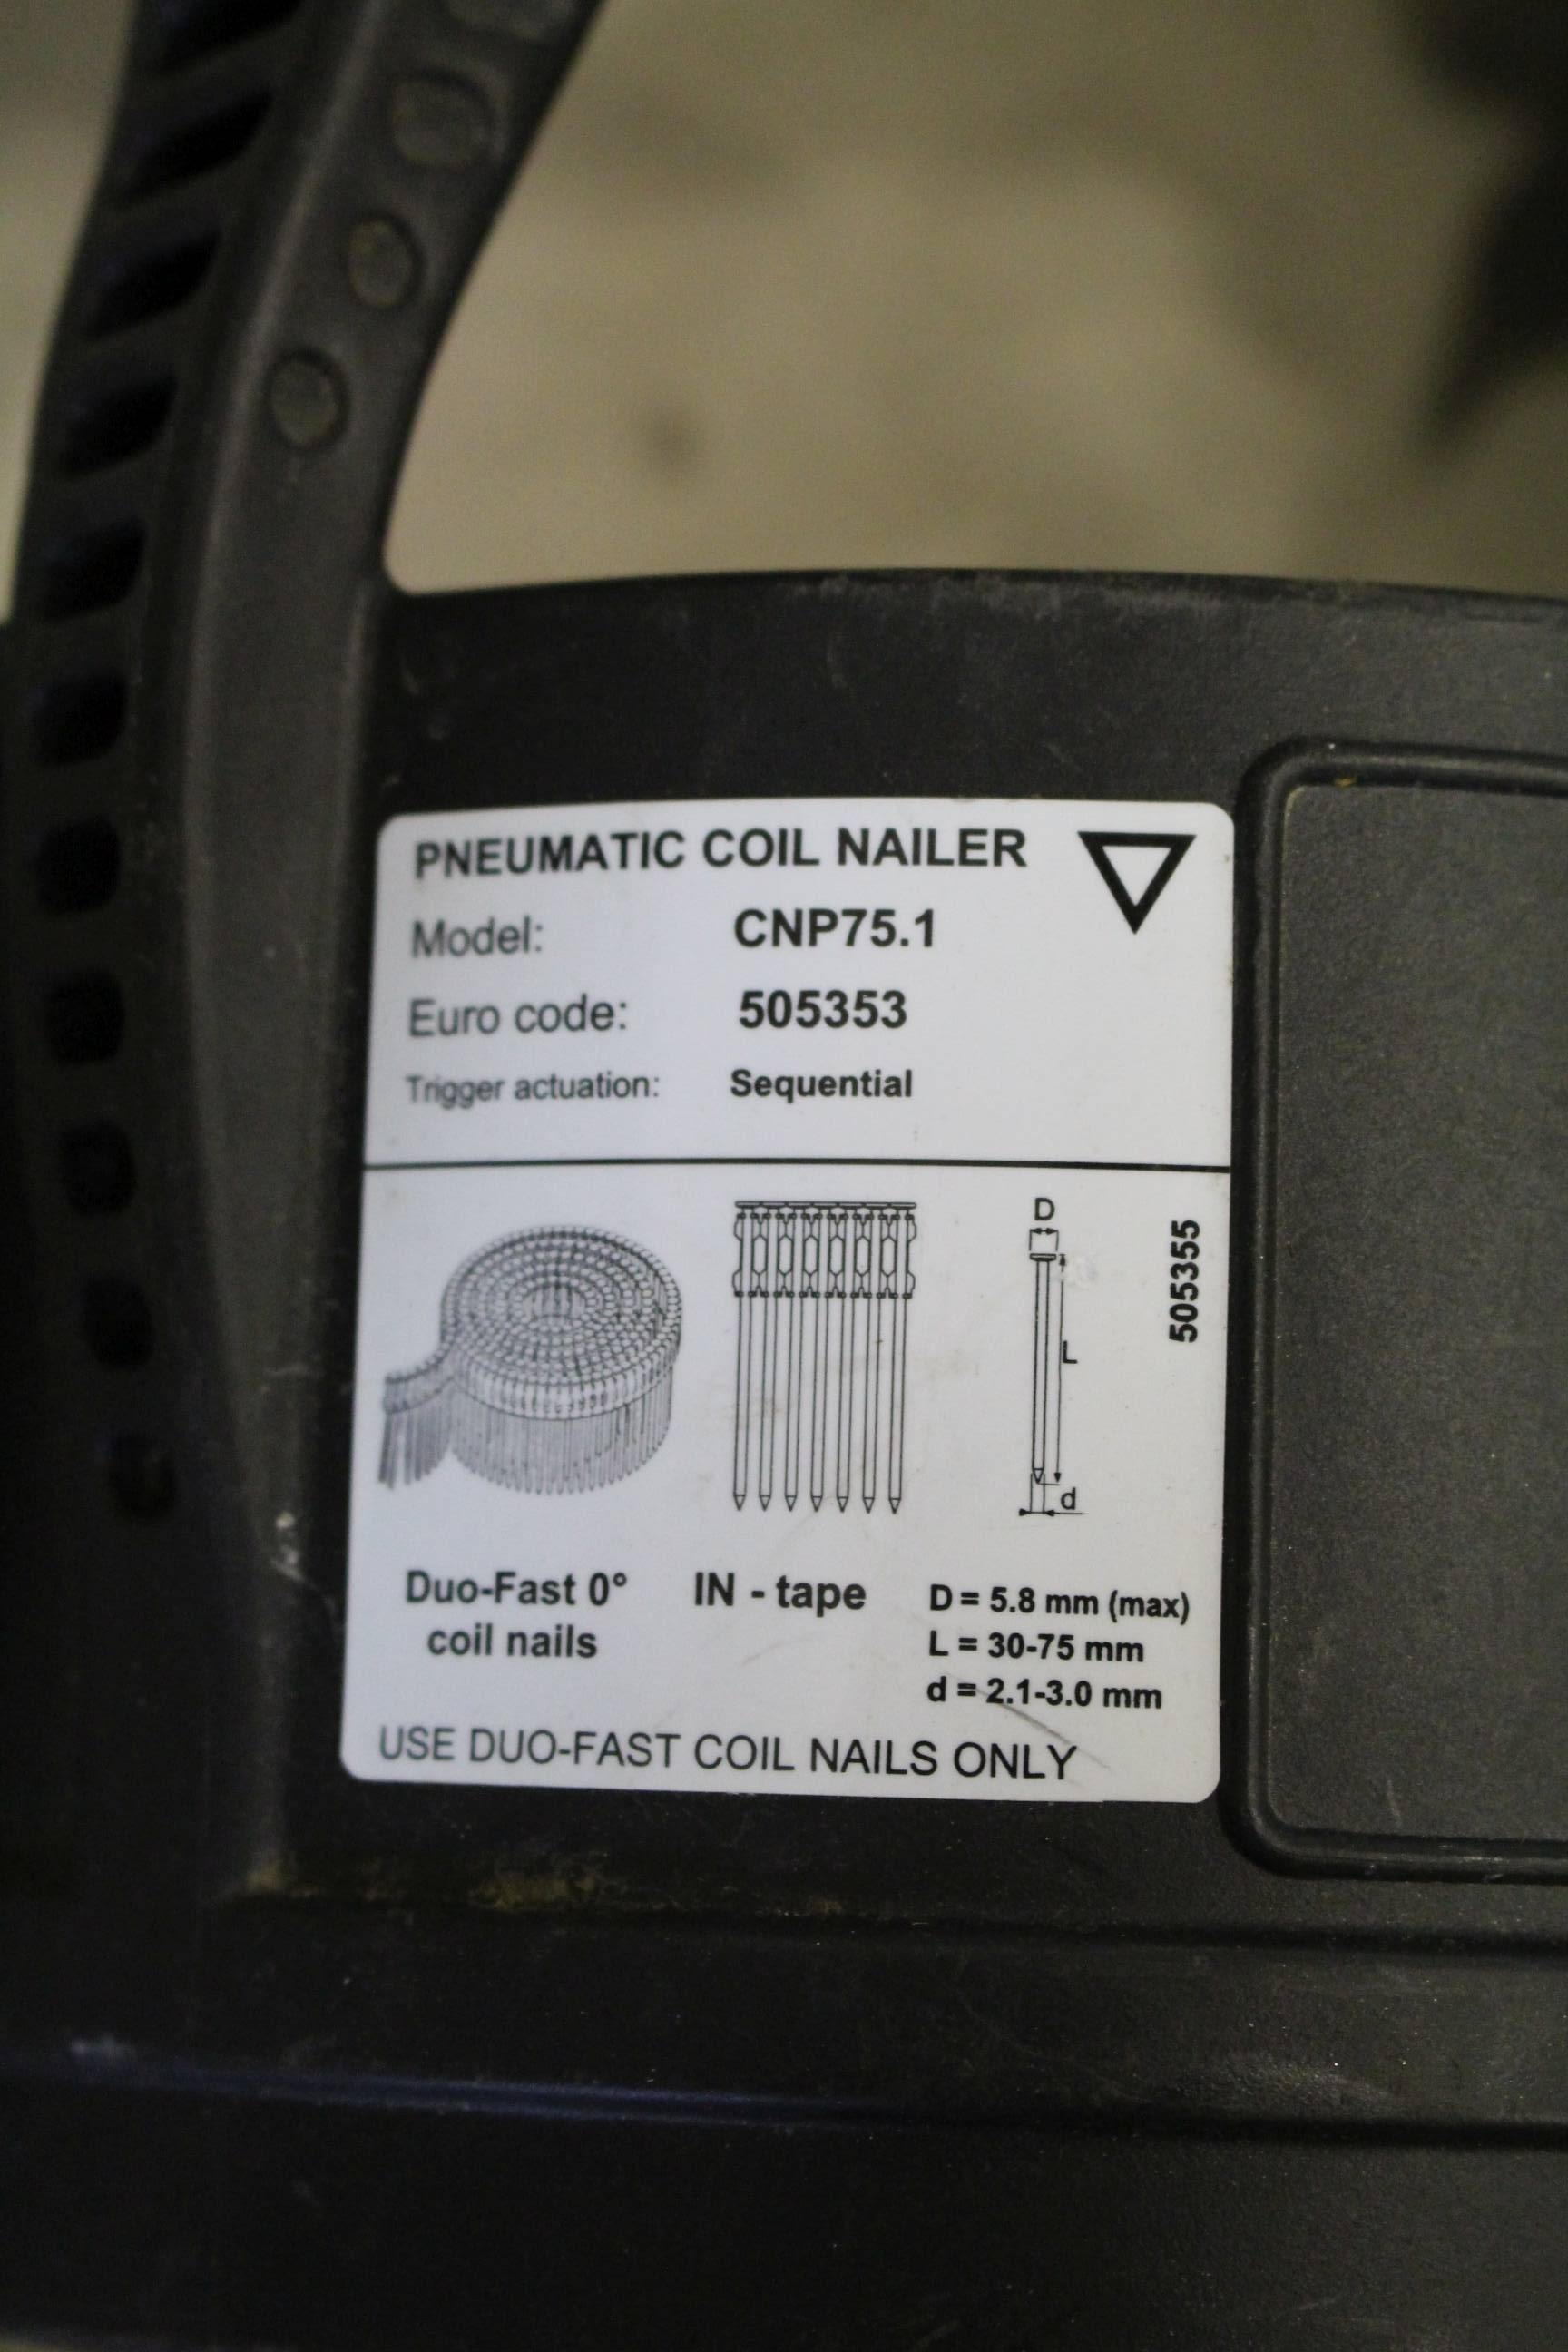 PNEUMATIC COIL NAILER
Model: CNP75.1
Euro code: 505353
Trigger actuation: Sequential
D
L
d
505355
Duo-Fast 0°
coil nails
IN - tape
D = 5.8 mm (max)
L = 30-75 mm
d = 2.1-3.0 mm
USE DUO-FAST COIL NAILS ONLY